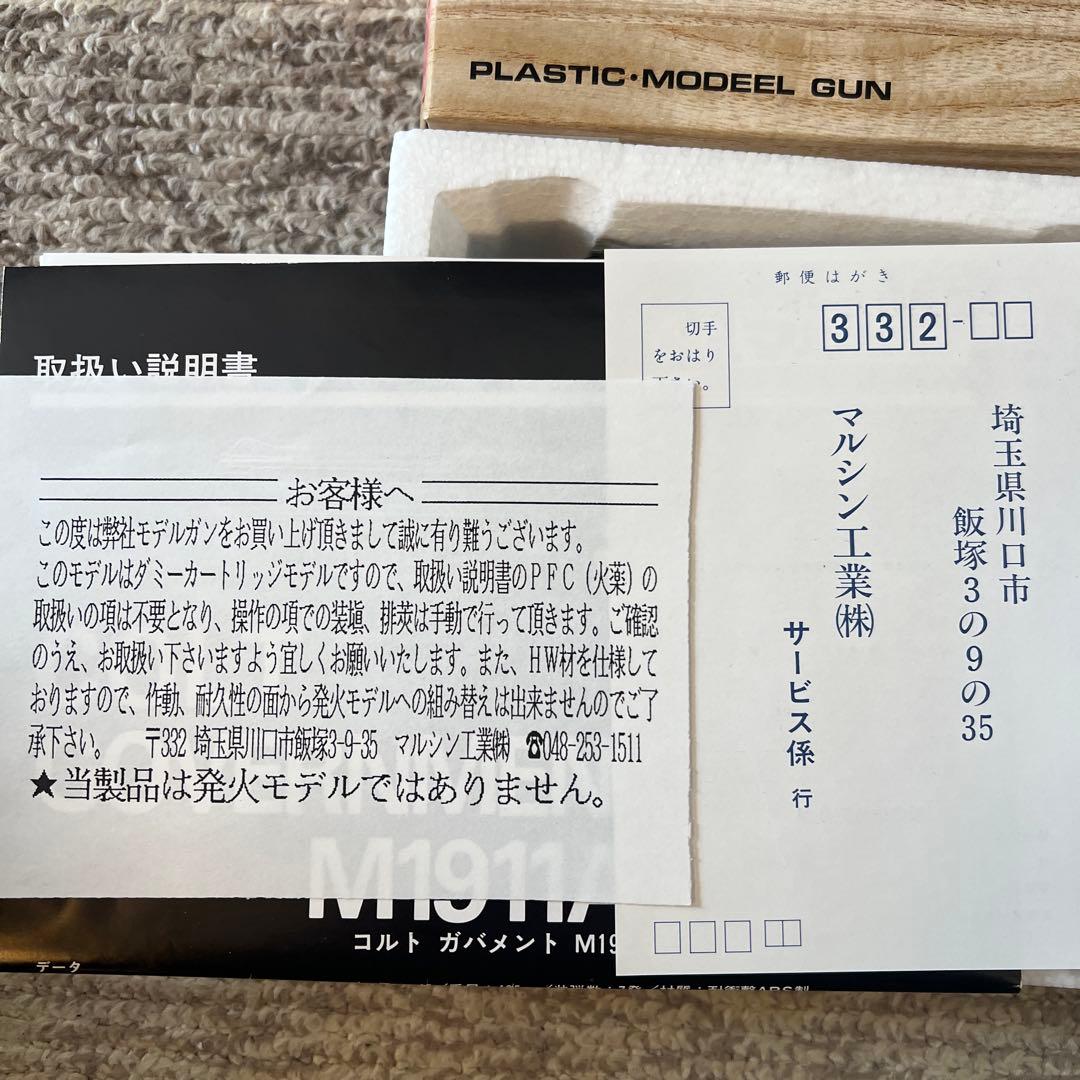 PLASTIC・MODEEL GUN
取扱い説明書
お客様へ
この度は弊社モデルガンをお買い上げ頂きまして誠に有り難うございます。
このモデルはダミーカートリッジモデルですので、取扱い説明書のＰＦＣ（火薬）の
取扱いの項は不要となり、操作の項での装塡、排莢は手動で行って頂きます。ご確認
のうえ、お取扱い下さいますよう宜しくお願いいたします。また、ＨＷ材を仕様して
おりますので、作動、耐久性の面から発火モデルへの組み替えは出来ませんのでご了
承下さい。 〒332 埼玉県川口市飯塚3-9-35 マルシン工業㈱ ☎048-253-1511
★当製品は発火モデルではありません。
M1911A
コルト ガバメント M19
データ
郵便はがき
切手
をおはり
下さい。
332-
埼玉県川口市
飯塚3の9の35
マルシン工業㈱
サービス係 行